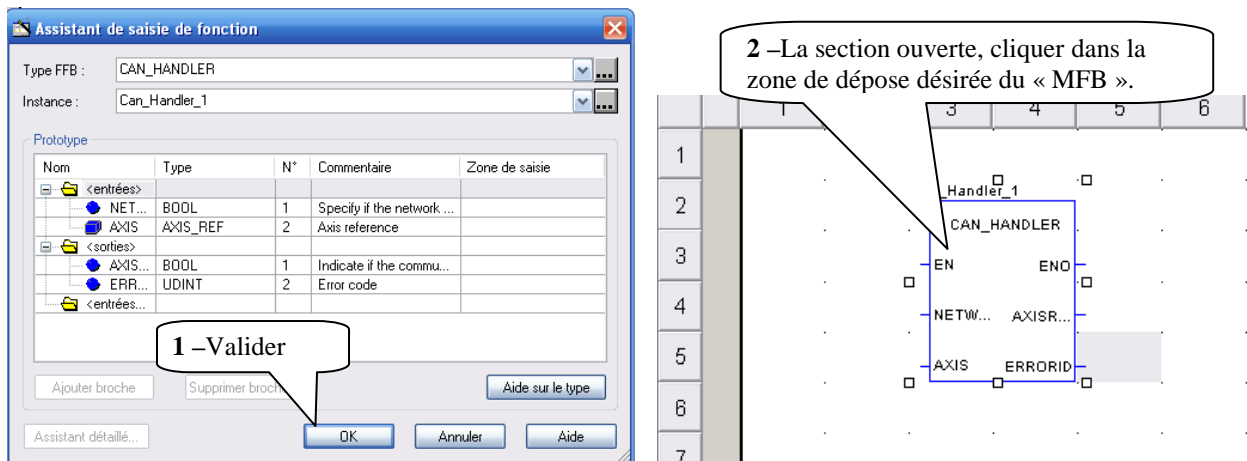 Assistant de saisie de fonction
Type FFB :
CAN_HANDLER
...
Instance :
Can_Handler_1
...
Prototype
Nom Type N° Commentaire Zone de saisie
<entrées>
NET... BOOL 1 Specify if the network ...
AXIS AXIS_REF 2 Axis reference
<sorties>
AXIS... BOOL 1 Indicate if the commu...
ERR... UDINT 2 Error code
<entrées...
1 –Valider
Ajouter broche
Supprimer broc
Aide sur le type
Assistant détaillé...
OK
Annuler
Aide
2 –La section ouverte, cliquer dans la
zone de dépose désirée du « MFB ».
1 3 4 5 6
1
2
3
4
5
6
7
_Handler_1
CAN_HANDLER
EN ENO
NETW... AXISR...
AXIS ERRORID